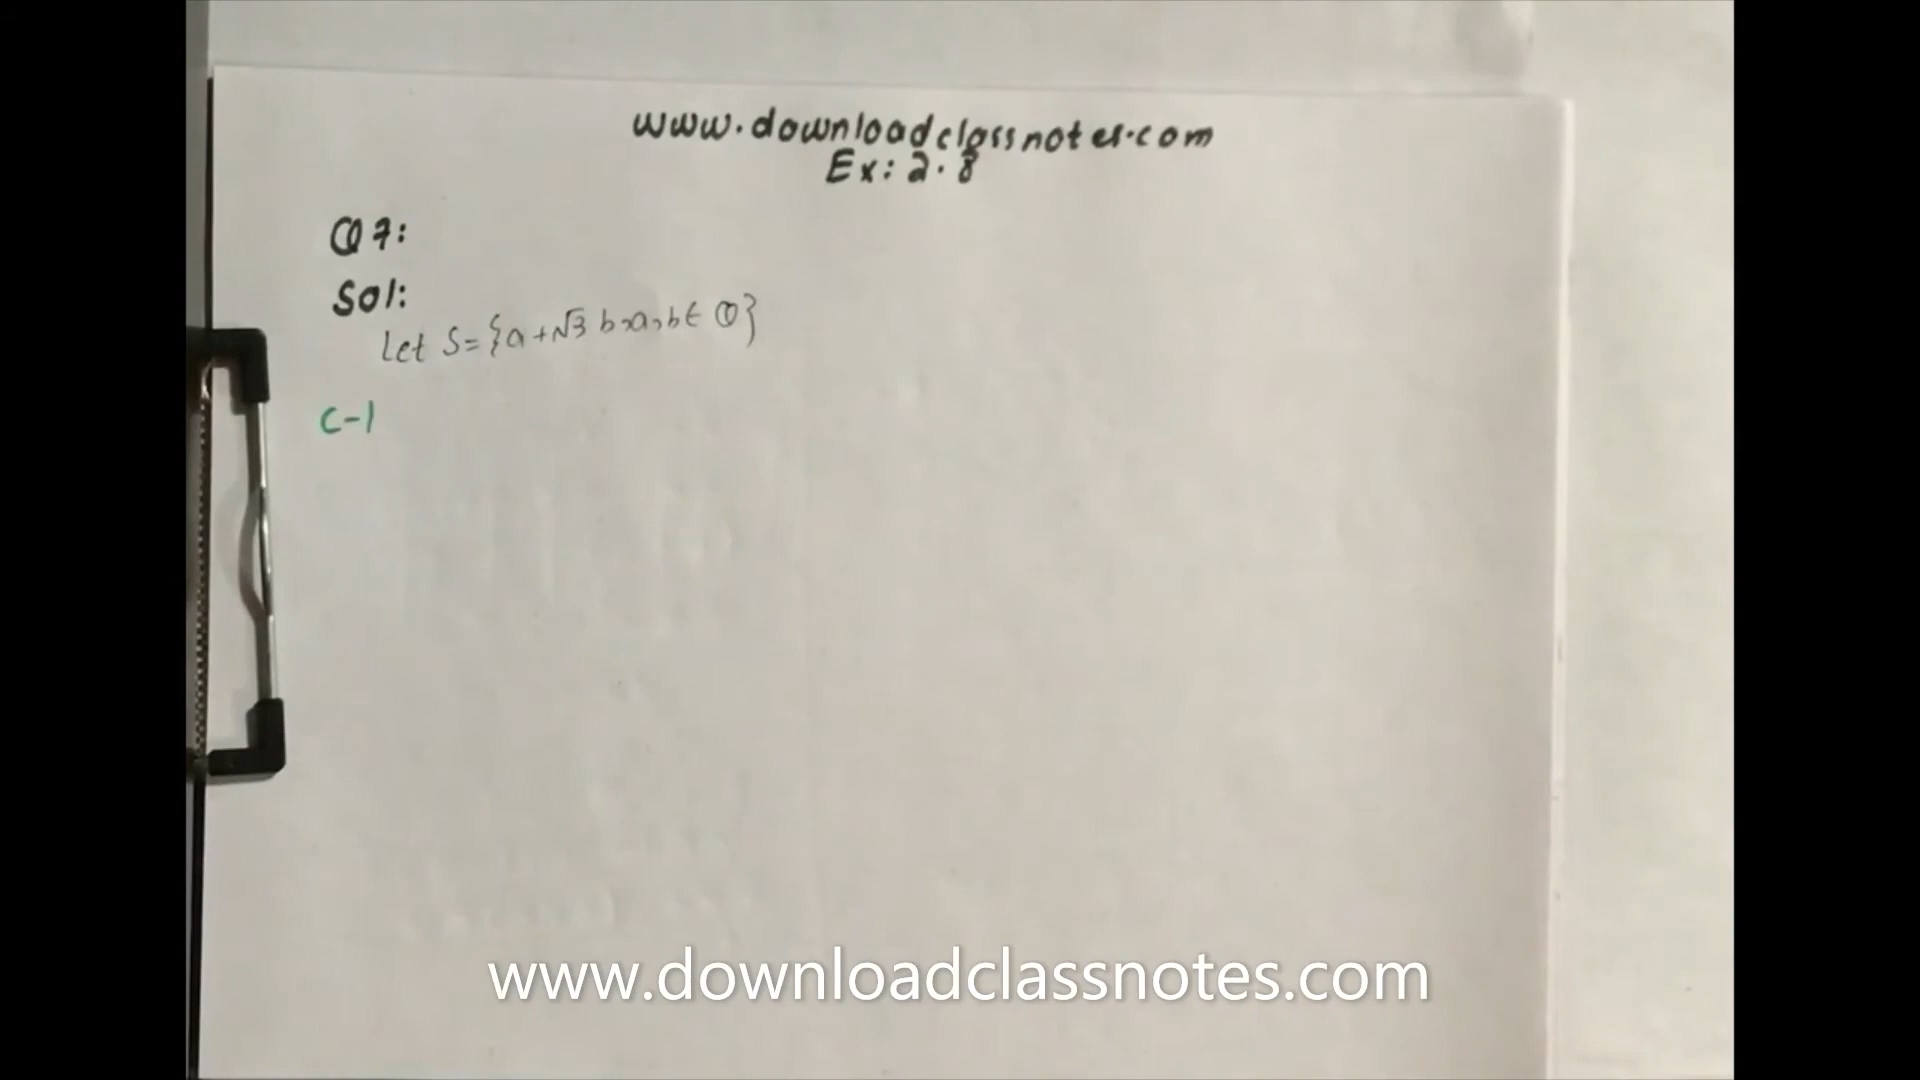 www.downloadclassnotes.com
Ex: 2.8
Q7:
Sol:
Let S={a+√3 b,a,b∈ Q}
C-1
www.downloadclassnotes.com